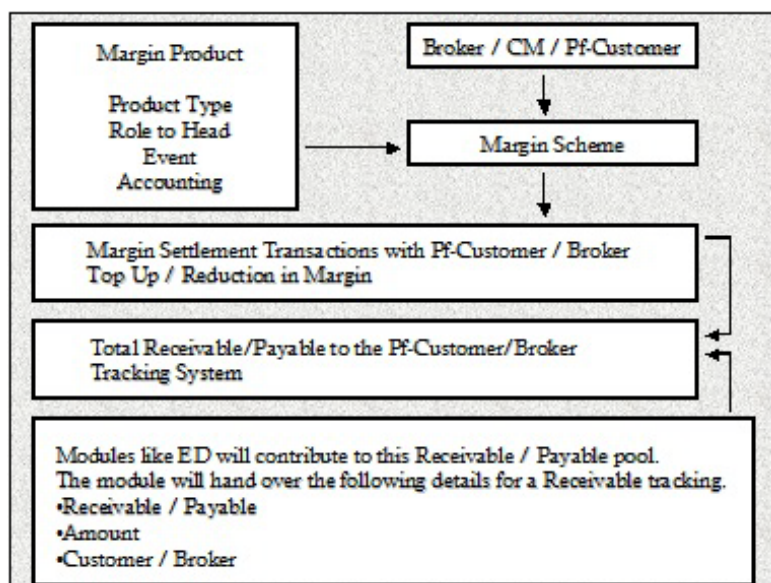 Margin Product
Product Type
Role to Head
Event
Accounting
Broker / CM / Pf-Customer
Margin Scheme
Margin Settlement Transactions with Pf-Customer / Broker
Top Up / Reduction in Margin
Total Receivable/Payable to the Pf-Customer/Broker
Tracking System
Modules like ED will contribute to this Receivable / Payable pool.
The module will hand over the following details for a Receivable tracking.
•Receivable / Payable
•Amount
•Customer / Broker